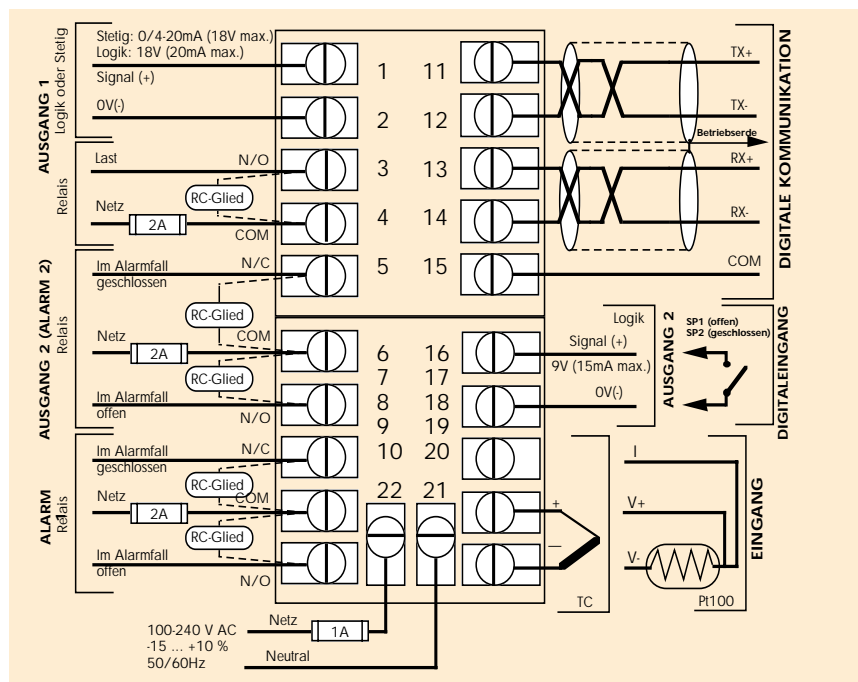 AUSGANG 1
Logik oder Stetig
Stetig: 0/4-20mA (18V max.)
Logik: 18V (20mA max.)
Signal (+)
0V(-)
Relais
Last
N/O
RC-Glied
Netz
2A
COM
AUSGANG 2 (ALARM 2)
Relais
Im Alarmfall
geschlossen
N/C
RC-Glied
COM
Netz
2A
RC-Glied
Im Alarmfall
offen
N/O
ALARM
1
Relais
Im Alarmfall
geschlossen
N/C
RC-Glied
COM
Netz
2A
RC-Glied
Im Alarmfall
offen
N/O
1 11
2 12
3 13
4 14
5 15
6 16
7 17
8 18
9 19
10 20
22 21
100-240 V AC
-15 ... +10 %
50/60Hz
Netz
1A
Neutral
DIGITALE KOMMUNIKATION
TX+
TX-
Betriebserde
RX+
RX-
COM
AUSGANG 2
Logik
Signal (+)
9V (15mA max.)
0V(-)
DIGITALEINGANG
SP1 (offen)
SP2 (geschlossen)
+
—
TC
EINGANG
I
V+
V-
Pt100